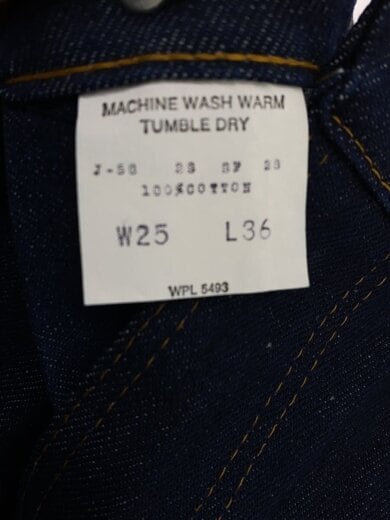 MACHINE WASH WARM
TUMBLE DRY
100%COTTON
W25 L36
WPL 5493